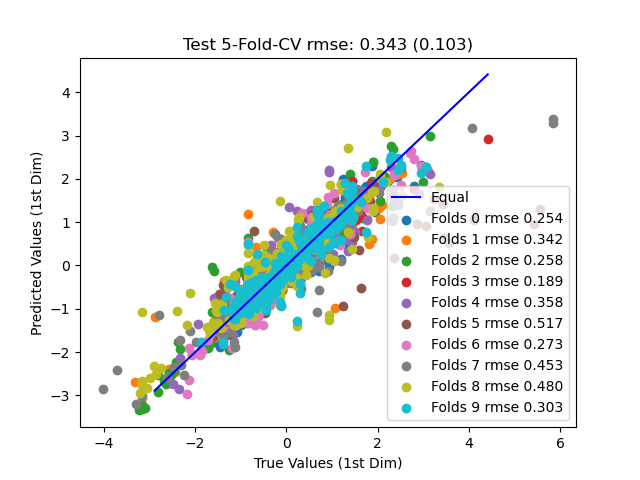 Test 5-Fold-CV rmse: 0.343 (0.103)
Predicted Values (1st Dim)
4
3
2
1
0
−1
−2
−3
Equal
Folds 0 rmse 0.254
Folds 1 rmse 0.342
Folds 2 rmse 0.258
Folds 3 rmse 0.189
Folds 4 rmse 0.358
Folds 5 rmse 0.517
Folds 6 rmse 0.273
Folds 7 rmse 0.453
Folds 8 rmse 0.480
Folds 9 rmse 0.303
−4 −2 0 2 4 6
True Values (1st Dim)